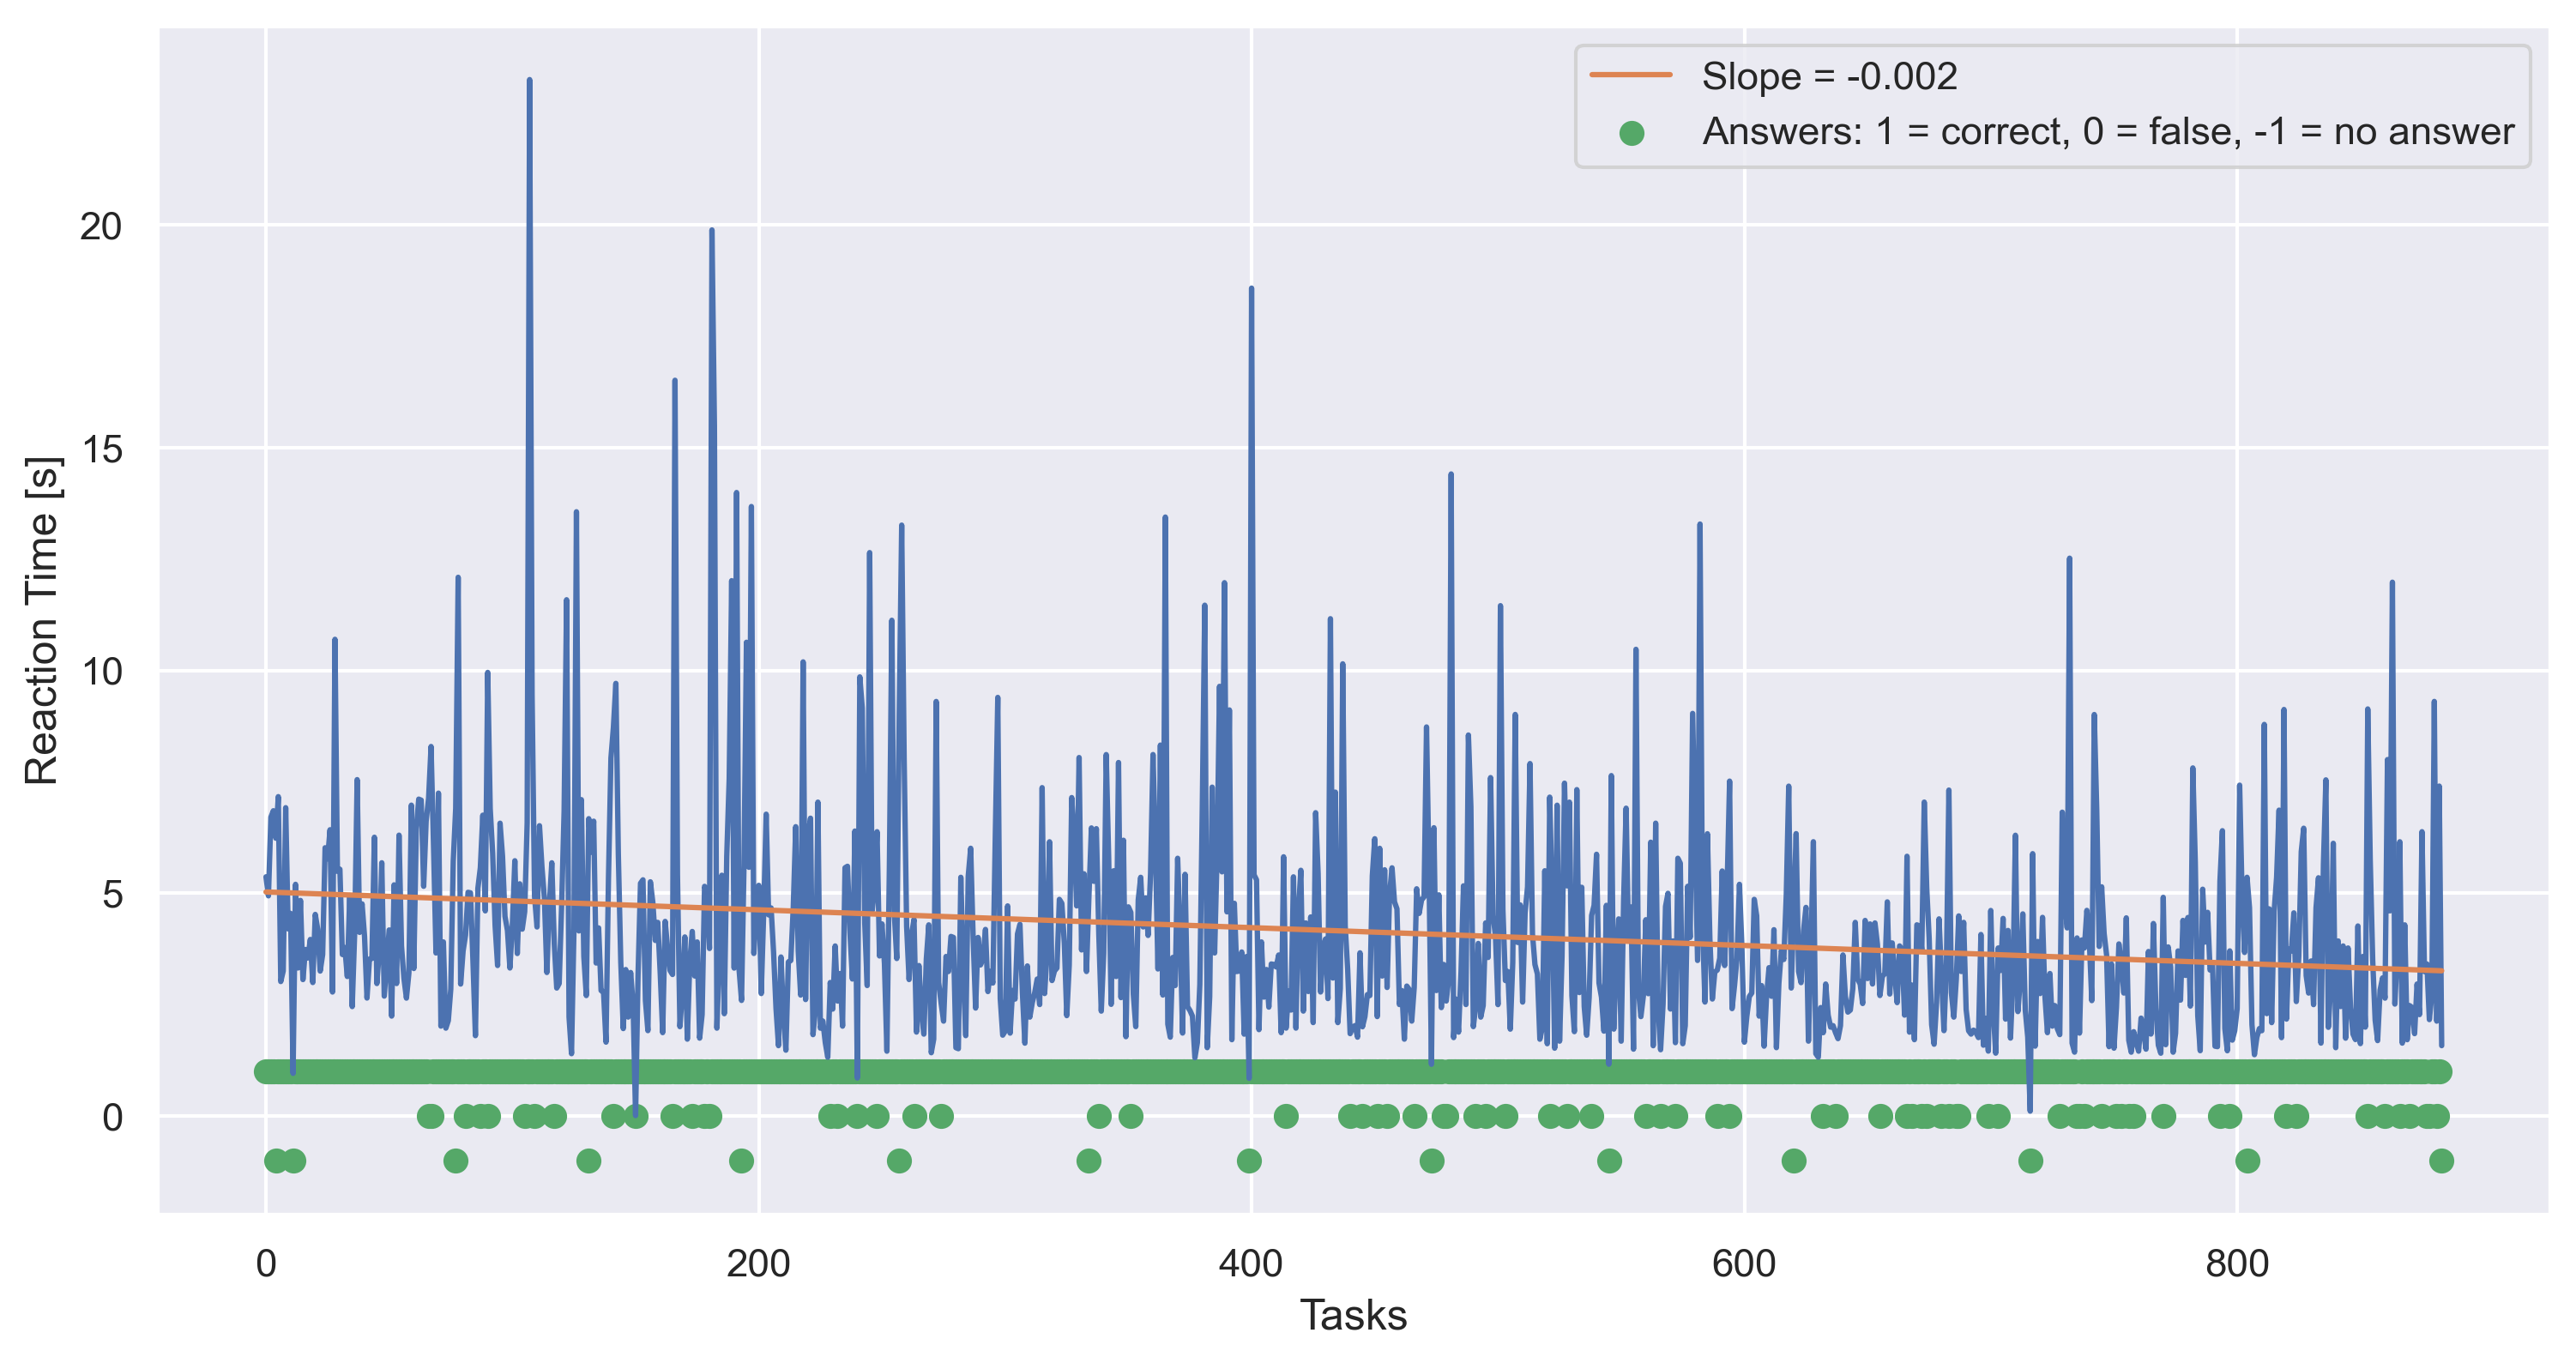 Slope = -0.002
Answers: 1 = correct, 0 = false, -1 = no answer
20
15
10
5
0
Reaction Time [s]
0 200 400 600 800
Tasks